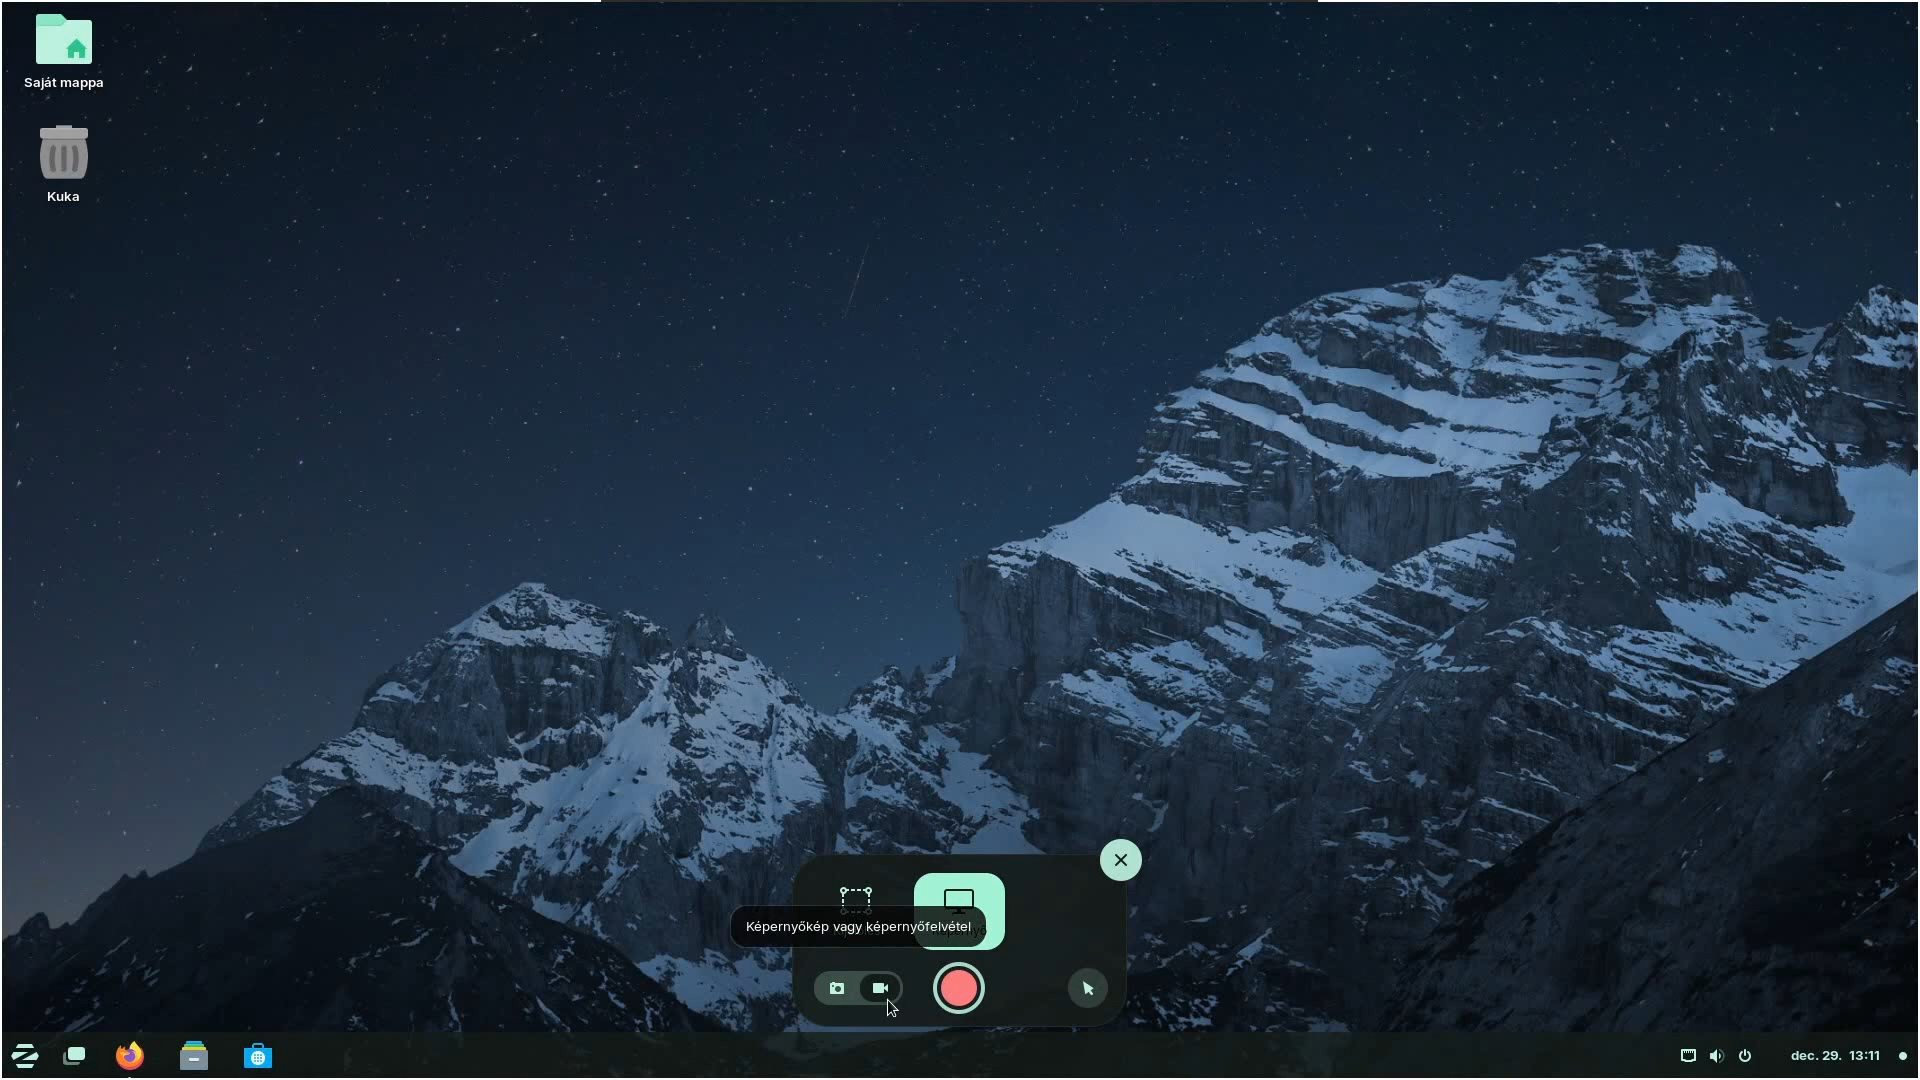 Saját mappa
Kuka
Képernyőkép vagy képernyőfelvétel
dec. 29. 13:11